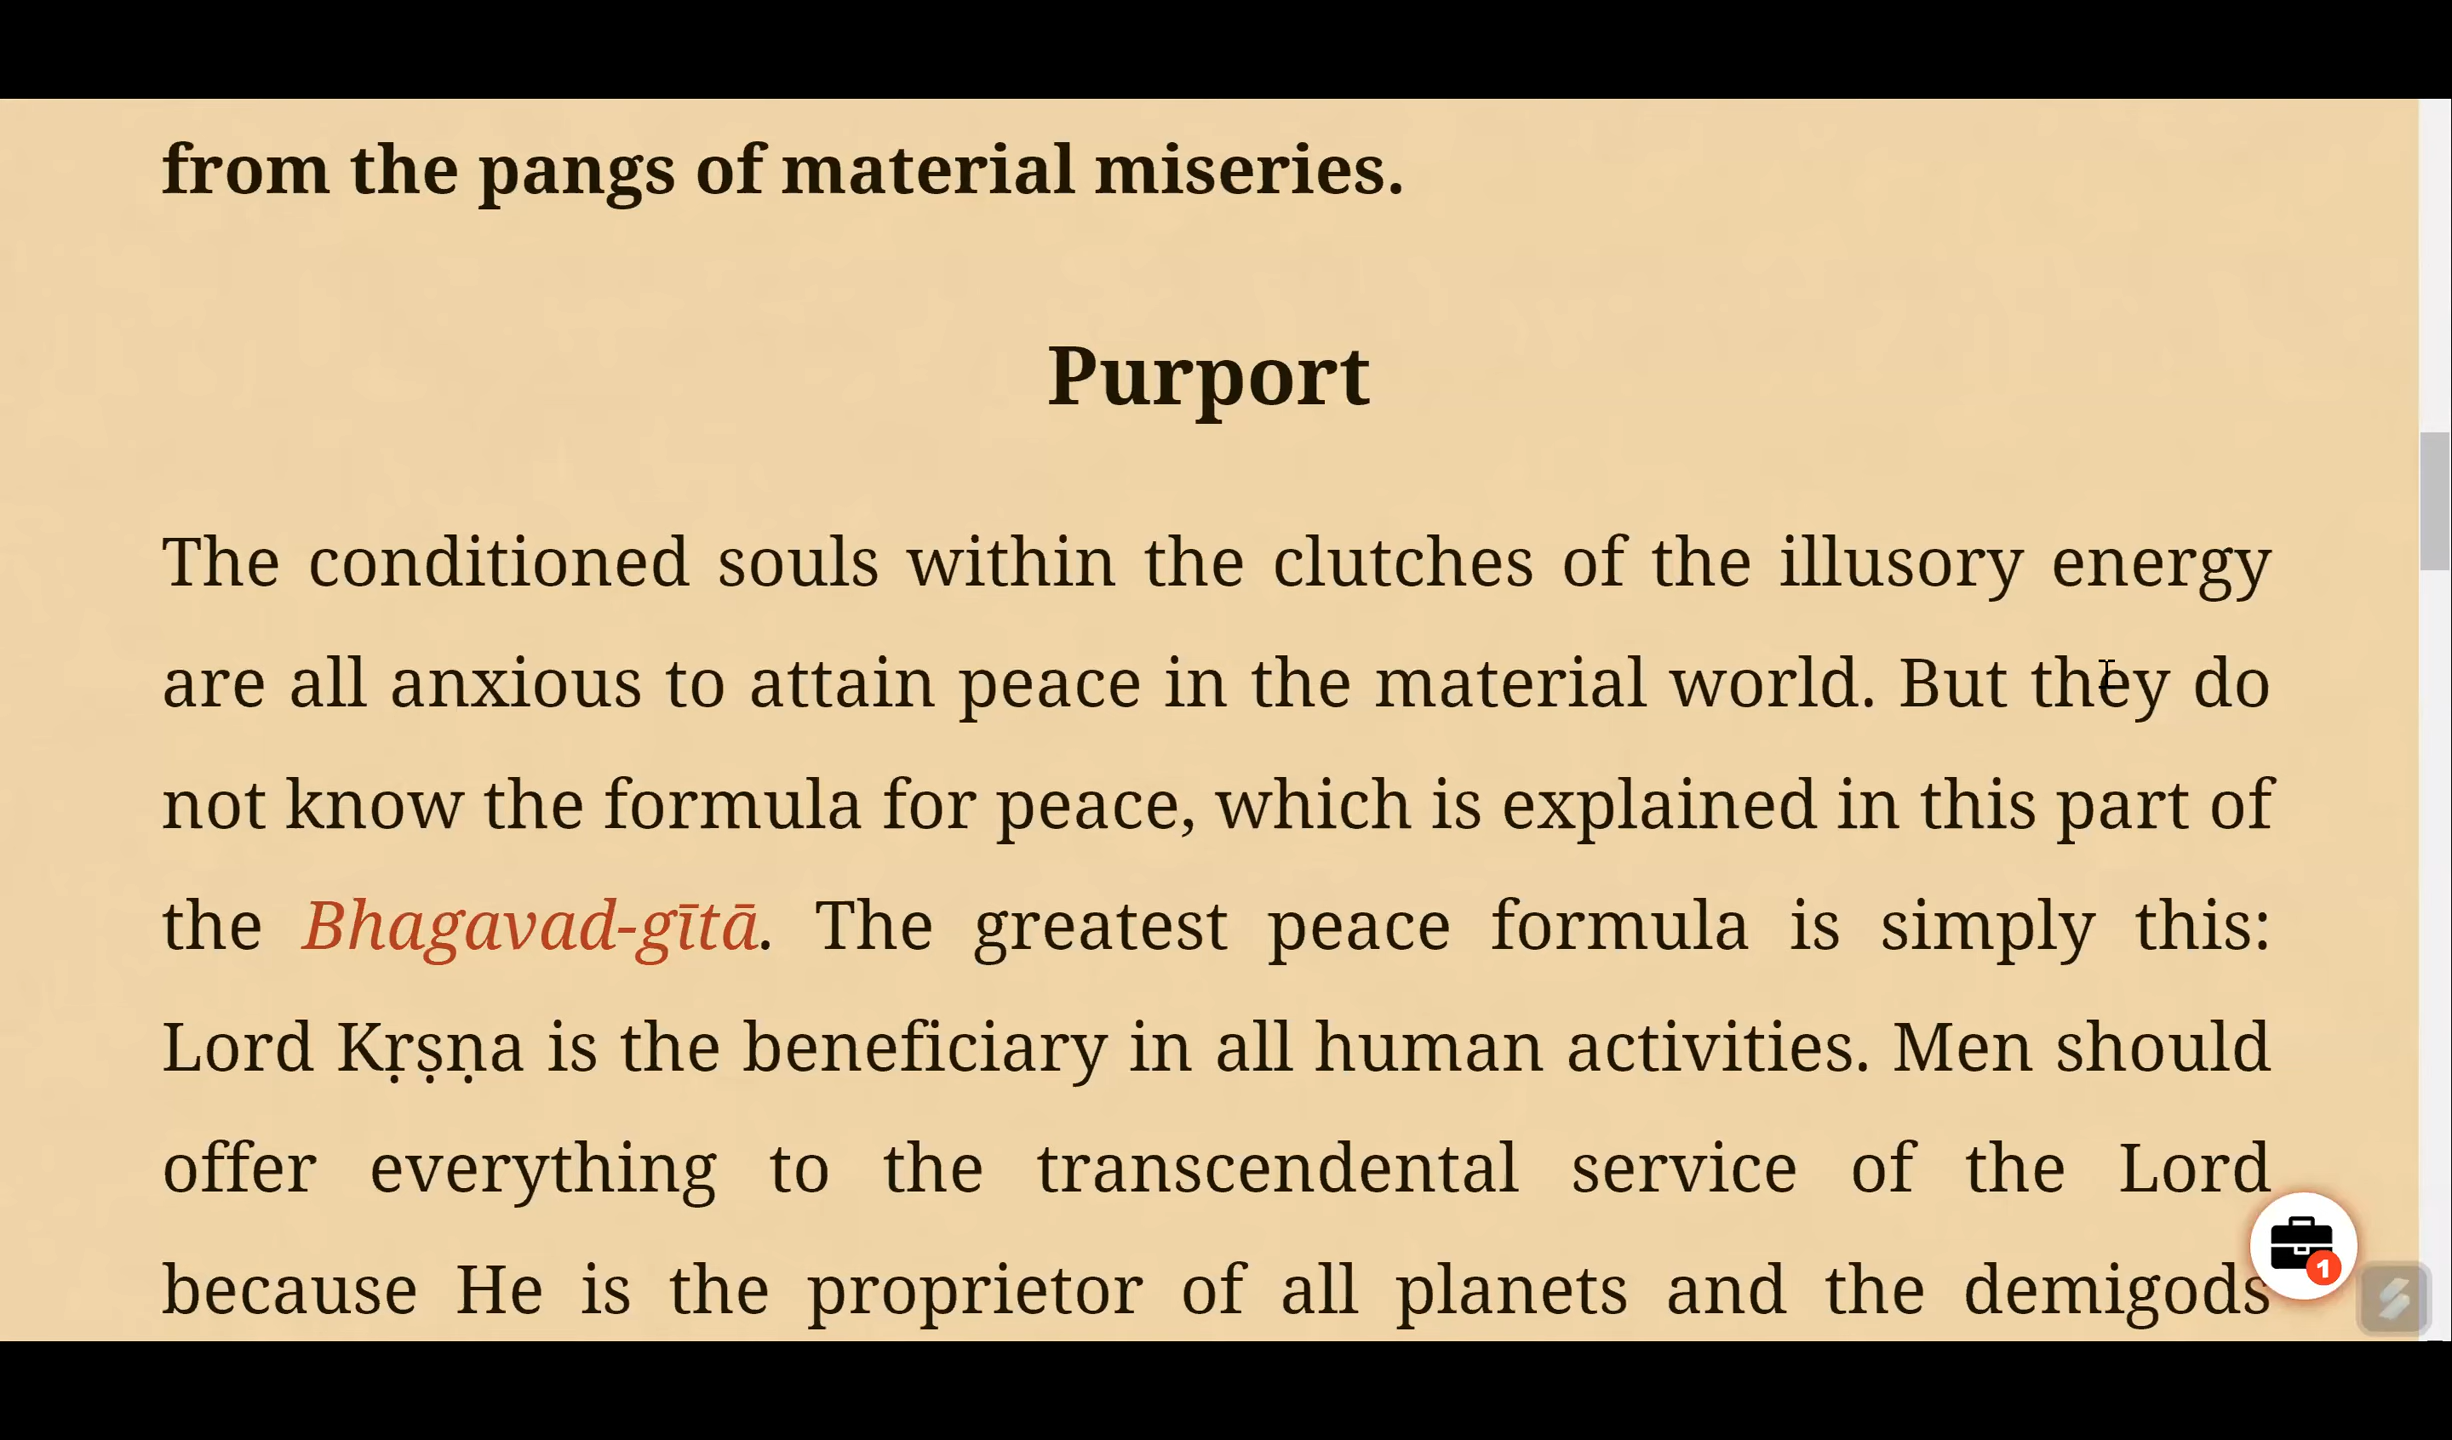 from the pangs of material miseries.
Purport
The conditioned souls within the clutches of the illusory energy
are all anxious to attain peace in the material world. But they do
not know the formula for peace, which is explained in this part of
the Bhagavad-gītā. The greatest peace formula is simply this:
Lord Kṛṣṇa is the beneficiary in all human activities. Men should
offer everything to the transcendental service of the Lord
because He is the proprietor of all planets and the demigods
1